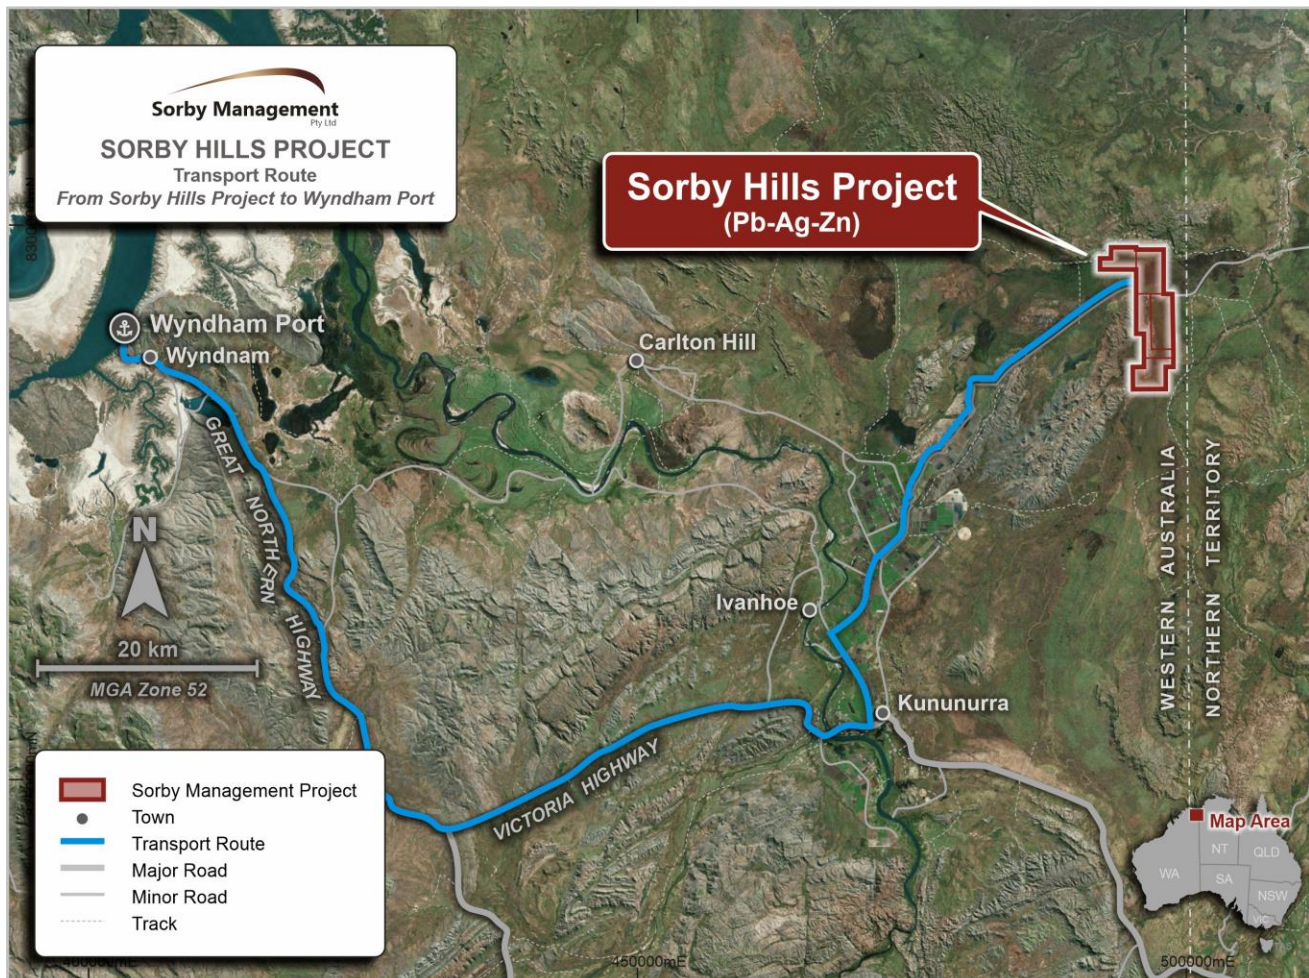 Sorby Management
Pty Ltd
SORBY HILLS PROJECT
Transport Route
From Sorby Hills Project to Wyndham Port
Sorby Hills Project
(Pb-Ag-Zn)
Wyndham Port
Wyndnam
Carlton Hill
GREAT NORTHERN HIGHWAY
WESTERN AUSTRALIA
NORTHERN TERRITORY
N
20 km
MGA Zone 52
Ivanhoe
Kununurra
VICTORIA HIGHWAY
Sorby Management Project
Town
Transport Route
Major Road
Minor Road
Track
Map Area
WA
NT
QLD
SA
NSW
VIC
450000mE
500000mE